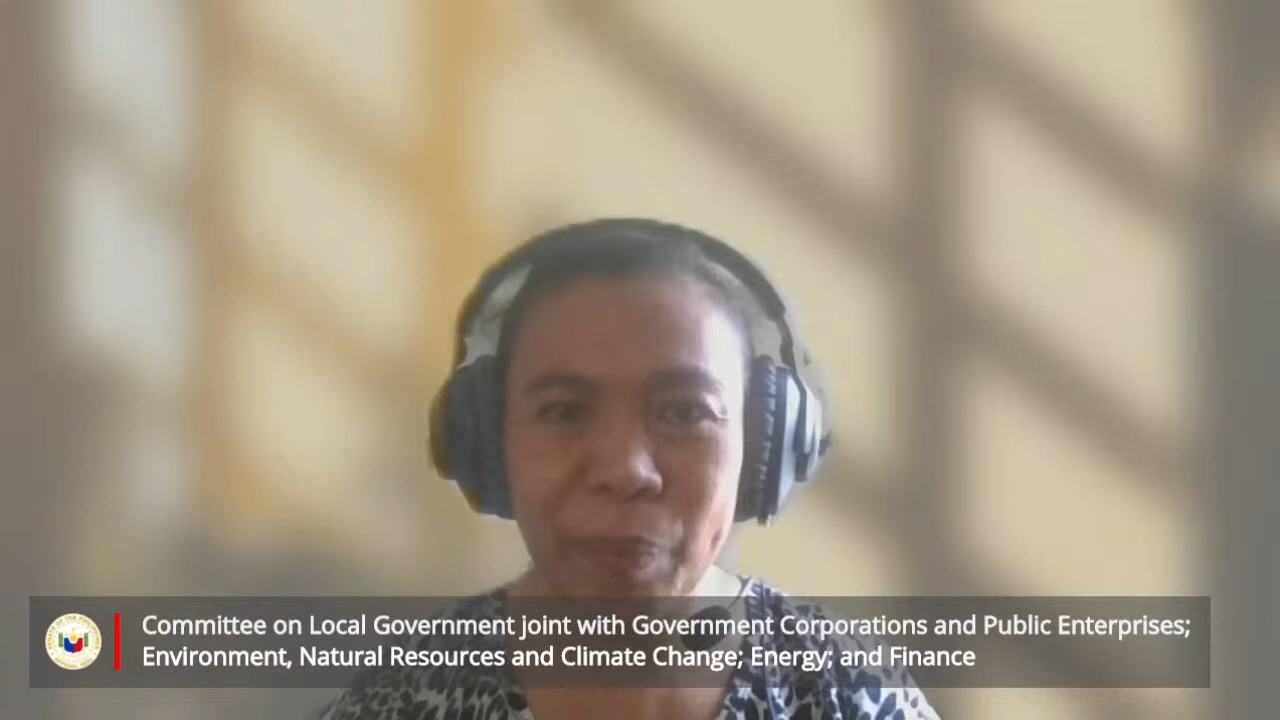 Committee on Local Government joint with Government Corporations and Public Enterprises;
Environment, Natural Resources and Climate Change; Energy; and Finance